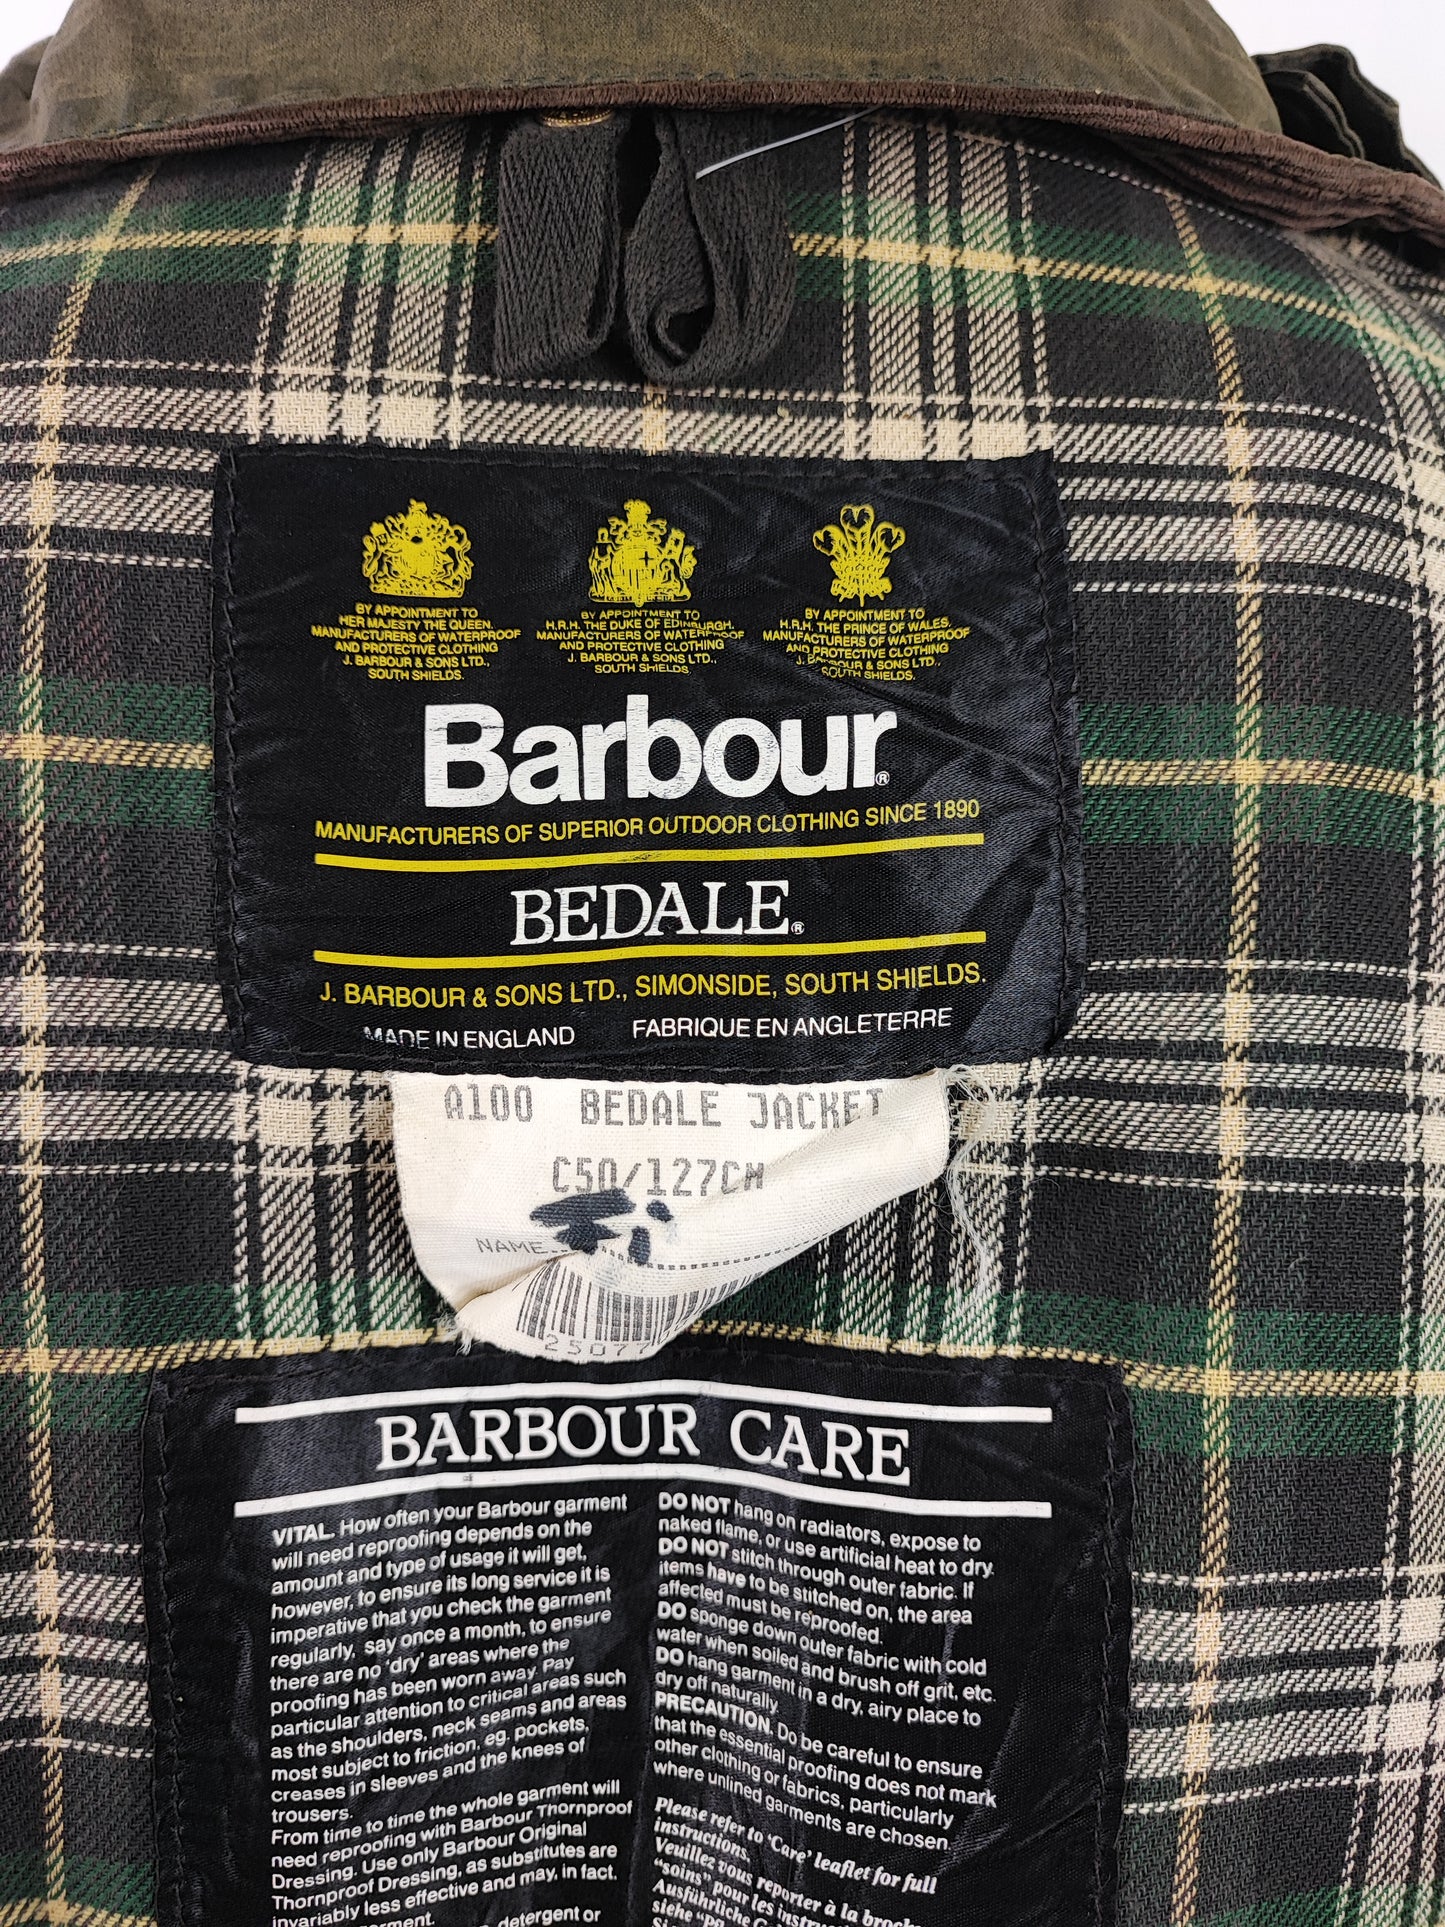 BY APPOINTMENT TO
HER MAJESTY THE QUEEN.
MANUFACTURERS OF WATERPROOF
AND PROTECTIVE CLOTHING
J. BARBOUR & SONS LTD.,
SOUTH SHIELDS.
BY APPOINTMENT TO
H.R.H. THE DUKE OF EDINBURGH.
MANUFACTURERS OF WATERPROOF
AND PROTECTIVE CLOTHING
J. BARBOUR & SONS LTD.,
SOUTH SHIELDS.
BY APPOINTMENT TO
H.R.H. THE PRINCE OF WALES.
MANUFACTURERS OF WATERPROOF
AND PROTECTIVE CLOTHING
J. BARBOUR & SONS LTD.,
SOUTH SHIELDS.
Barbour®
MANUFACTURERS OF SUPERIOR OUTDOOR CLOTHING SINCE 1890
BEDALE®
J. BARBOUR & SONS LTD., SIMONSIDE, SOUTH SHIELDS.
MADE IN ENGLAND FABRIQUE EN ANGLETERRE
A100 BEDALE JACKET
C50/127CM
NAME
25077
BARBOUR CARE
VITAL. How often your Barbour garment
will need reproofing depends on the
amount and type of usage it will get,
however, to ensure its long service it is
imperative that you check the garment
regularly, say once a month, to ensure
there are no 'dry' areas where the
proofing has been worn away. Pay
particular attention to critical areas such
as the shoulders, neck seams and areas
most subject to friction, eg. pockets,
creases in sleeves and the knees of
trousers.
From time to time the whole garment will
need reproofing with Barbour Thornproof
Dressing. Use only Barbour Original
Thornproof Dressing, as substitutes are
invariably less effective and may, in fact,
detergent or
DO NOT hang on radiators, expose to
naked flame, or use artificial heat to dry.
DO NOT stitch through outer fabric. If
items have to be stitched on, the area
affected must be reproofed.
DO sponge down outer fabric with cold
water when soiled and brush off grit, etc.
DO hang garment in a dry, airy place to
dry off naturally.
PRECAUTION. Do be careful to ensure
that the essential proofing does not mark
other clothing or fabrics, particularly
where unlined garments are chosen.
Please refer to 'Care' leaflet for full
instructions.
Veuillez vous reporter à la
"soins" pour les
Ausführliche
siehe